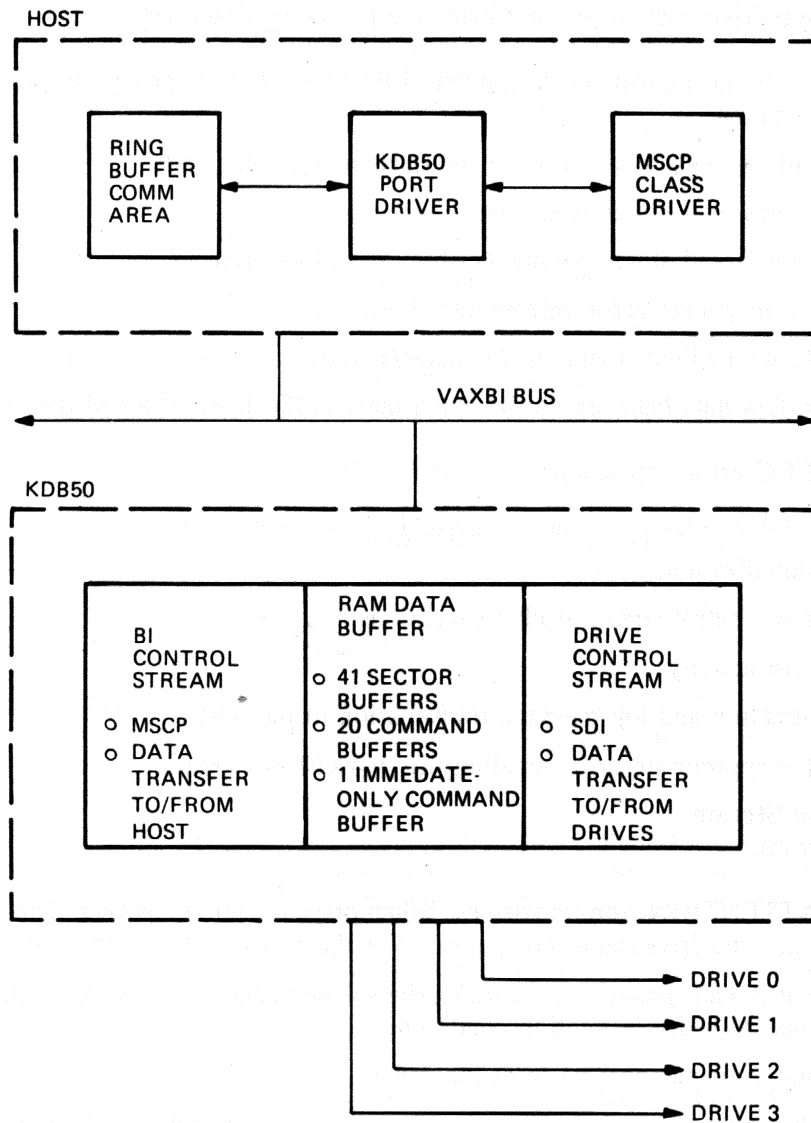 HOST
RING
BUFFER
COMM
AREA
KDB50
PORT
DRIVER
MSCP
CLASS
DRIVER
VAXBI BUS
KDB50
BI
CONTROL
STREAM
○ MSCP
○ DATA
TRANSFER
TO/FROM
HOST
RAM DATA
BUFFER
○ 41 SECTOR
BUFFERS
○ 20 COMMAND
BUFFERS
○ 1 IMMEDATE-
ONLY COMMAND
BUFFER
DRIVE
CONTROL
STREAM
○ SDI
○ DATA
TRANSFER
TO/FROM
DRIVES
DRIVE 0
DRIVE 1
DRIVE 2
DRIVE 3